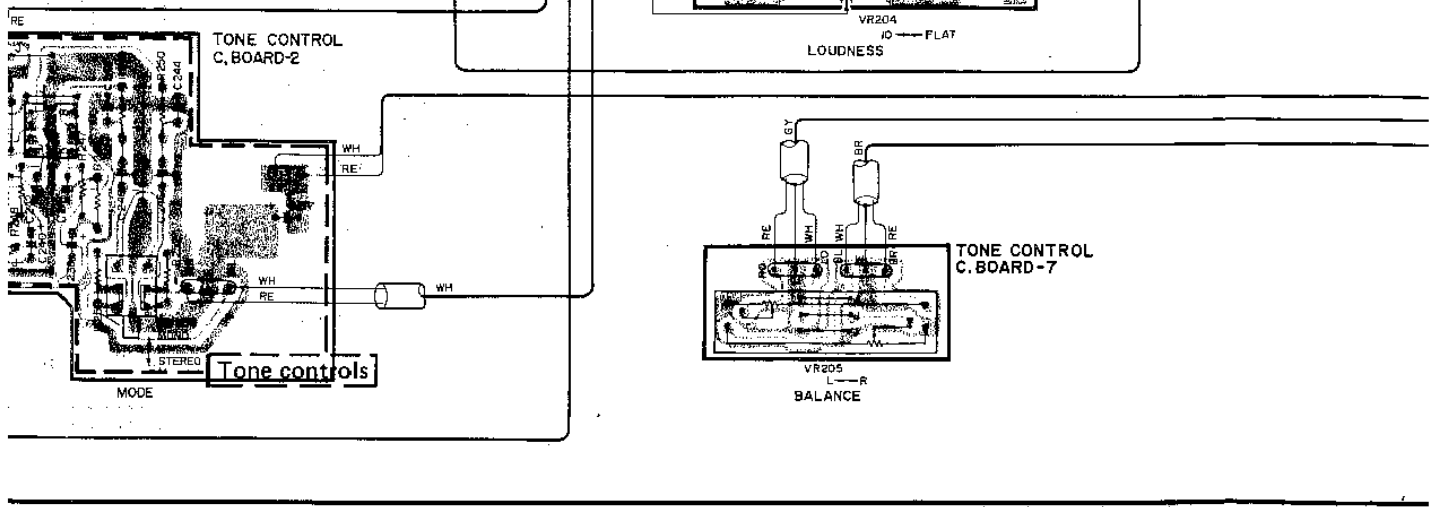 RE
VR204
10 — FLAT
LOUDNESS
TONE CONTROL
C.BOARD-2
R250
C244
WH
RE
GY
BR
RE
WH
WH
RE
TONE CONTROL
C.BOARD-7
WH
RE
WH
MONO
STEREO
Tone controls
MODE
VR205
L — R
BALANCE